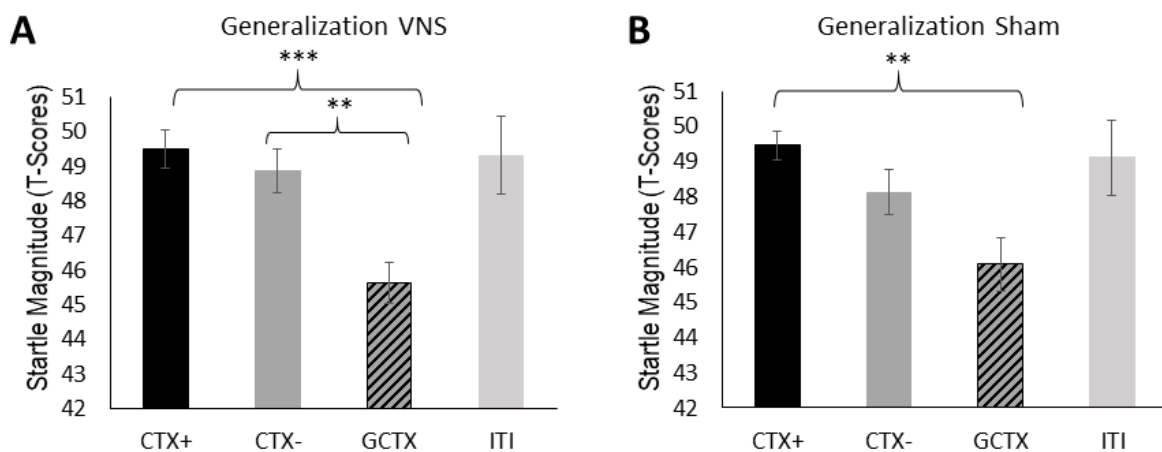 A
Generalization VNS
***
**
Startle Magnitude (T-Scores)
51
50
49
48
47
46
45
44
43
42
CTX+ CTX- GCTX ITI
B
Generalization Sham
**
Startle Magnitude (T-Scores)
51
50
49
48
47
46
45
44
43
42
CTX+ CTX- GCTX ITI